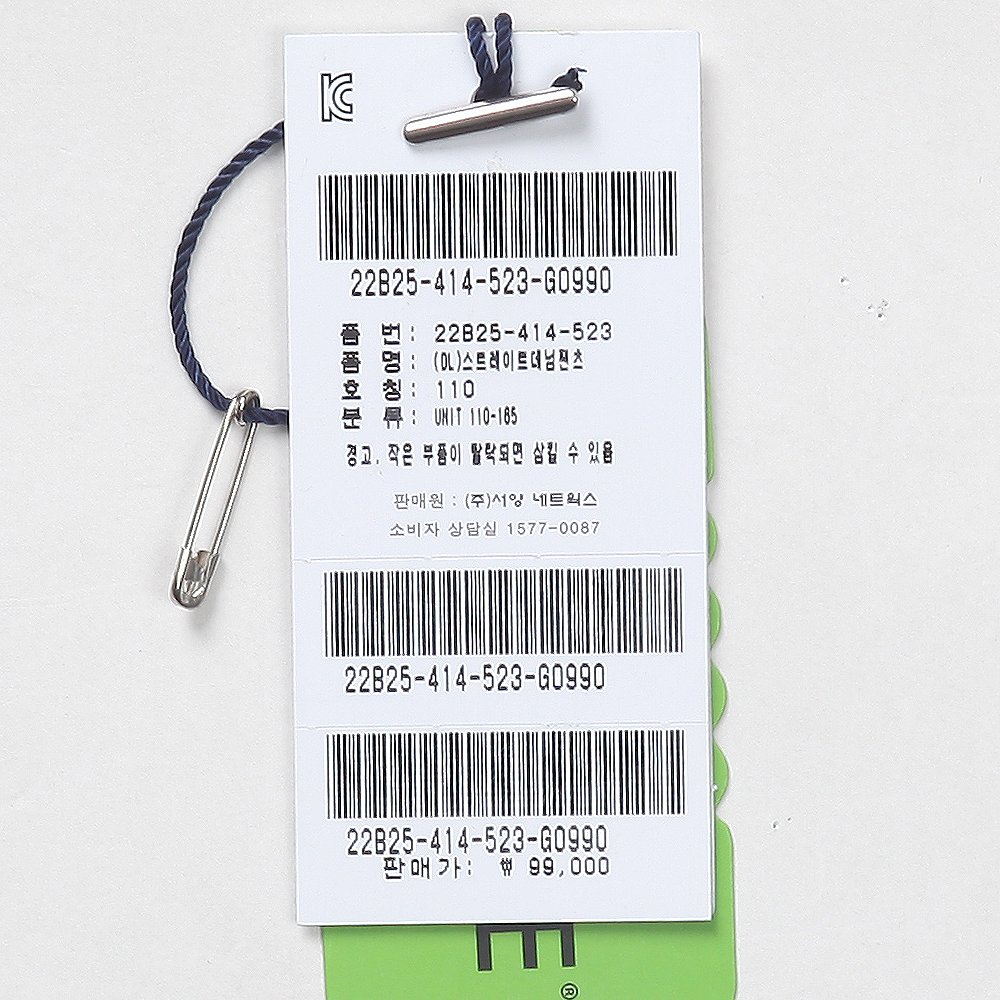 KC
22B25-414-523-G0990
품 번: 22B25-414-523
품 명: (DL)스트레이트데님팬츠
호 칭: 110
분 류: UNIT 110-165
경고, 작은 부품이 탈락되면 삼킬 수 있음
판매원 : (주)서양 네트웍스
소비자 상담실 1577-0087
22B25-414-523-G0990
22B25-414-523-G0990
판매가: ₩ 99,000
E®